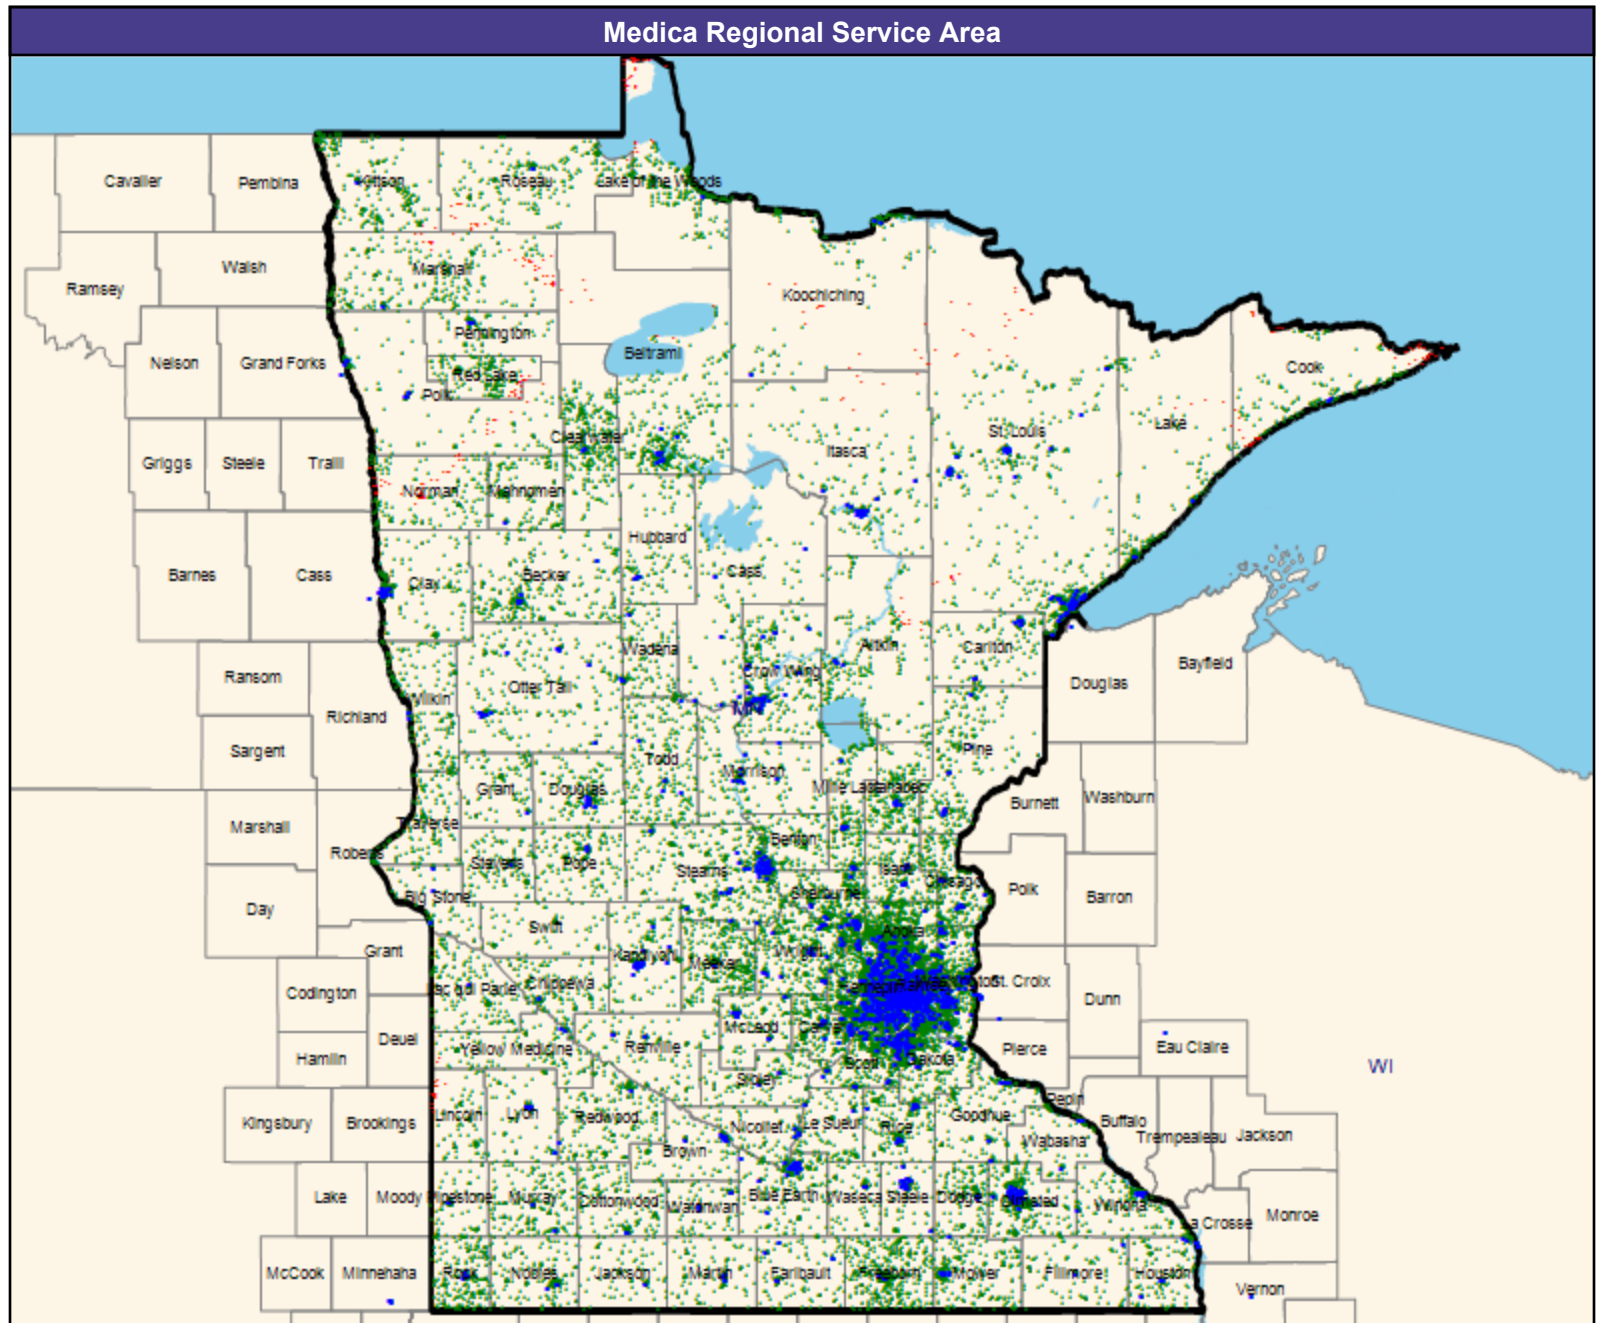 Medica Regional Service Area
Cavalier
Pembina
Kittson
Roseau
Lake of the Woods
Walsh
Marshall
Ramsey
Koochiching
Pennington
Nelson
Grand Forks
Beltrami
Cook
Red Lake
Polk
Lake
St. Louis
Clearwater
Itasca
Griggs
Steele
Traill
Norman
Mahnomen
Hubbard
Barnes
Cass
Clay
Becker
Cass
Wadena
Aitkin
Carlton
Bayfield
Ransom
Crow Wing
Douglas
Otter Tail
Wilkin
MN
Richland
Sargent
Pine
Todd
Morrison
Grant
Douglas
Mille Lacs
Kanabec
Burnett
Washburn
Marshall
Traverse
Benton
Roberts
Stevens
Pope
Stearns
Isanti
Chisago
Polk
Barron
Sherburne
Big Stone
Day
Swift
Anoka
Grant
Kandiyohi
Meeker
Wright
Hennepin
Ramsey
St. Croix
Codington
Lac qui Parle
Chippewa
Dunn
McLeod
Carver
Deuel
Yellow Medicine
Renville
Pierce
Eau Claire
Hamlin
Scott
Dakota
WI
Sibley
Pepin
Kingsbury
Brookings
Lincoln
Lyon
Redwood
Nicollet
Le Sueur
Rice
Goodhue
Buffalo
Trempealeau
Jackson
Wabasha
Brown
Lake
Moody
Pipestone
Murray
Cottonwood
Watonwan
Blue Earth
Waseca
Steele
Dodge
Olmsted
Winona
La Crosse
Monroe
McCook
Minnehaha
Rock
Nobles
Jackson
Martin
Faribault
Freeborn
Mower
Fillmore
Houston
Vernon